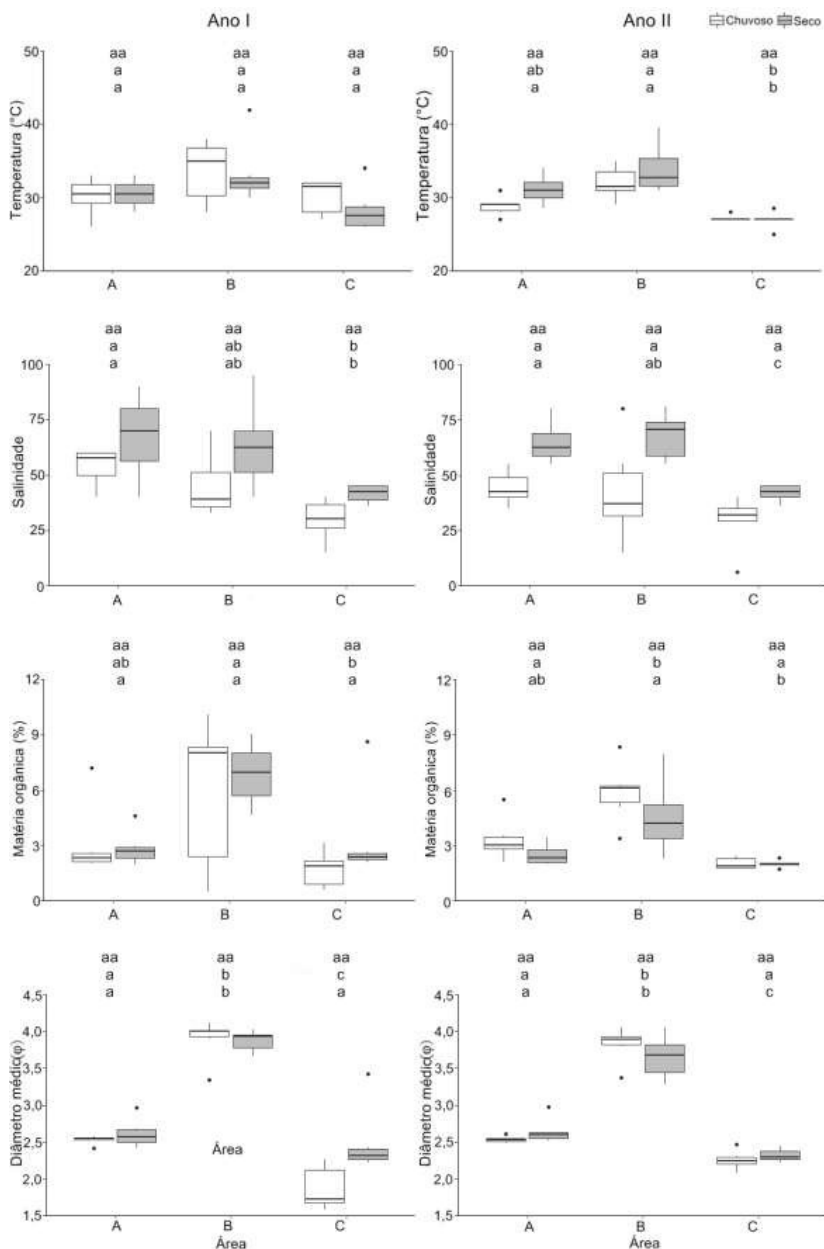 Ano I
Ano II
Chuvoso Seco
Temperatura (°C)
50
40
30
20
aa aa aa
a a a
a a a
A B C
50
40
30
20
aa aa aa
ab a b
a a b
A B C
Salinidade
100
75
50
25
0
aa aa aa
a ab b
a ab b
A B C
100
75
50
25
0
aa aa aa
a a a
a ab c
A B C
Matéria orgânica (%)
12
9
6
3
0
aa aa aa
ab a b
a a a
A B C
Matéria orgânica (%)
12
9
6
3
0
aa aa aa
a b a
ab a b
A B C
Diâmetro médic(φ)
4,5
4,0
3,5
3,0
2,5
2,0
1,5
aa aa aa
a b c
a b a
Área
A B C
Área
Diâmetro médic(φ)
4,5
4,0
3,5
3,0
2,5
2,0
1,5
aa aa aa
a b a
a b c
A B C
Área
Temperatura (°C)
Salinidade